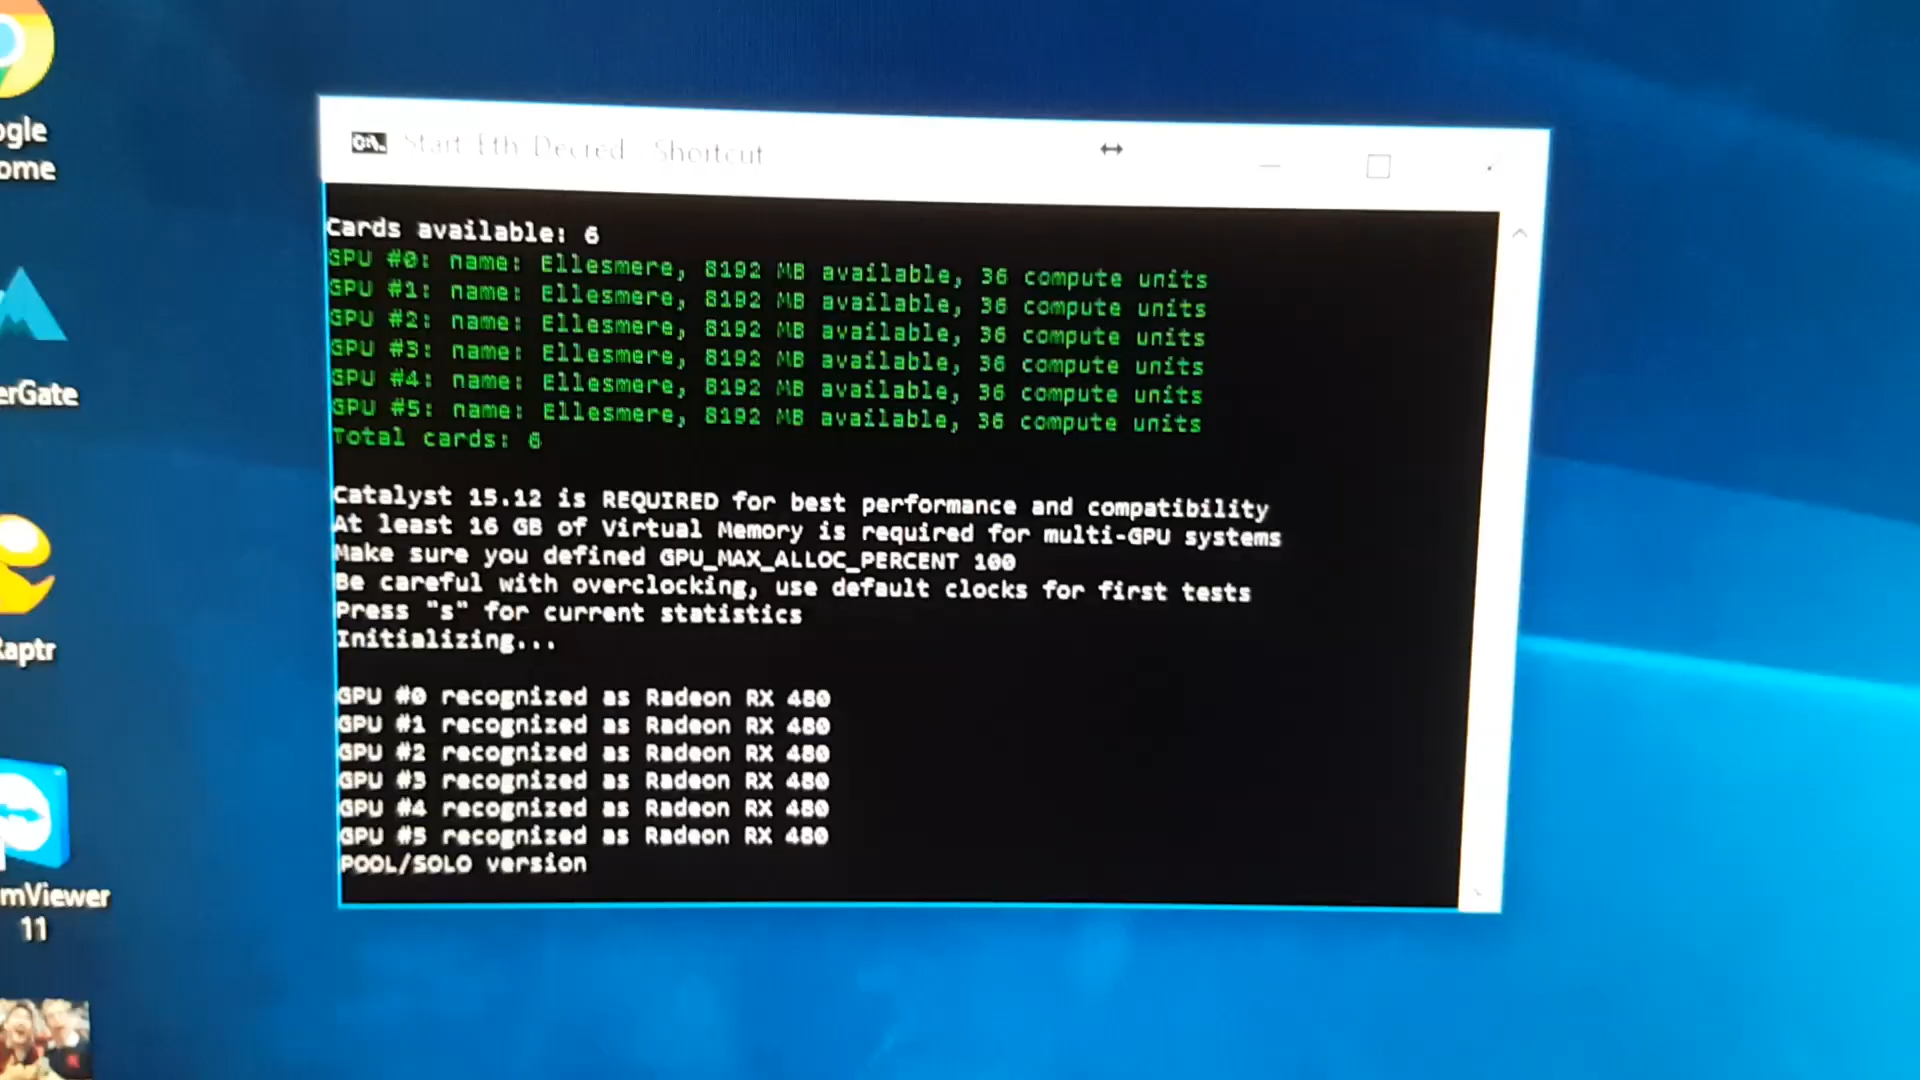 ogle
ome
erGate
Raptr
mViewer
11
Start Eth Decred - Shortcut
Cards available: 6
GPU #0: name: Ellesmere, 8192 MB available, 36 compute units
GPU #1: name: Ellesmere, 8192 MB available, 36 compute units
GPU #2: name: Ellesmere, 8192 MB available, 36 compute units
GPU #3: name: Ellesmere, 8192 MB available, 36 compute units
GPU #4: name: Ellesmere, 8192 MB available, 36 compute units
GPU #5: name: Ellesmere, 8192 MB available, 36 compute units
Total cards: 6
Catalyst 15.12 is REQUIRED for best performance and compatibility
At least 16 GB of Virtual Memory is required for multi-GPU systems
Make sure you defined GPU_MAX_ALLOC_PERCENT 100
Be careful with overclocking, use default clocks for first tests
Press "s" for current statistics
Initializing...
GPU #0 recognized as Radeon RX 480
GPU #1 recognized as Radeon RX 480
GPU #2 recognized as Radeon RX 480
GPU #3 recognized as Radeon RX 480
GPU #4 recognized as Radeon RX 480
GPU #5 recognized as Radeon RX 480
POOL/SOLO version